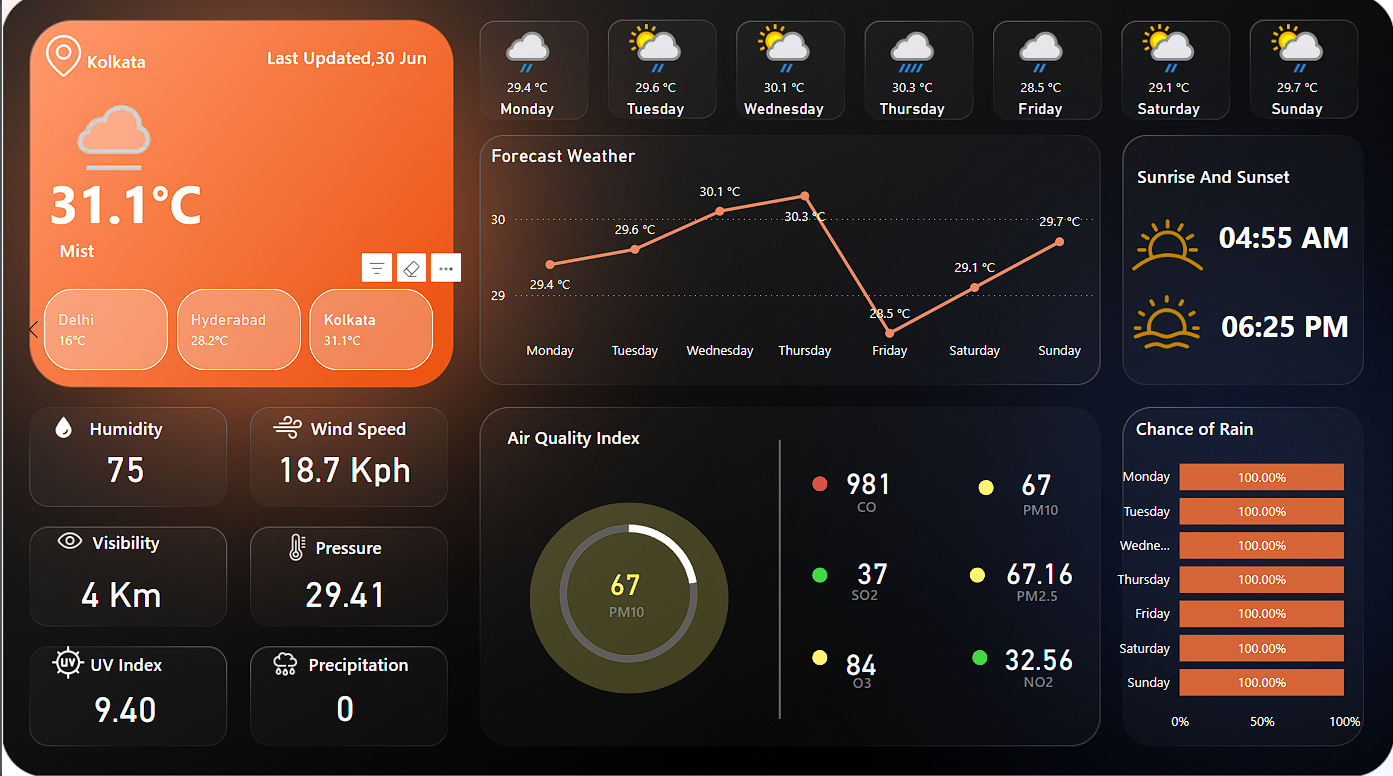 Kolkata
Last Updated,30 Jun
31.1°C
Mist
Delhi
16°C
Hyderabad
28.2°C
Kolkata
31.1°C
29.4 °C
Monday
29.6 °C
Tuesday
30.1 °C
Wednesday
30.3 °C
Thursday
28.5 °C
Friday
29.1 °C
Saturday
29.7 °C
Sunday
Forecast Weather
30
29
29.4 °C
29.6 °C
30.1 °C
30.3 °C
28.5 °C
29.1 °C
29.7 °C
Monday
Tuesday
Wednesday
Thursday
Friday
Saturday
Sunday
Sunrise And Sunset
04:55 AM
06:25 PM
Humidity
75
Wind Speed
18.7 Kph
Visibility
4 Km
Pressure
29.41
UV
UV Index
9.40
Precipitation
0
Air Quality Index
67
PM10
981
CO
67
PM10
37
SO2
67.16
PM2.5
84
O3
32.56
NO2
Chance of Rain
Monday 100.00%
Tuesday 100.00%
Wedne... 100.00%
Thursday 100.00%
Friday 100.00%
Saturday 100.00%
Sunday 100.00%
0% 50% 100%